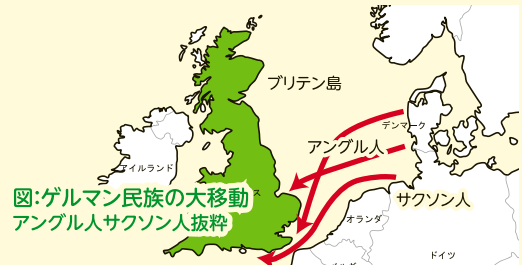 ブリテン島
デンマーク
アングル人
アイルランド
図:ゲルマン民族の大移動
アングル人サクソン人抜粋
サクソン人
オランダ
ドイツ